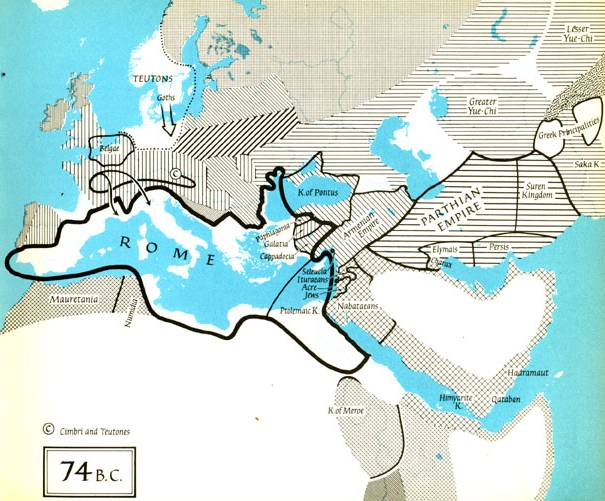 Lesser
Yue-Chi
TEUTONS
Goths
Greater
Yue-Chi
Greek Principalities
Belgae
Saka K.
©
K.of Pontus
PARTHIAN
EMPIRE
Suren
Kingdom
Armenian
Empire
Paphlagonia
Galatia
Cappadocia
ROME
Elymais
Persis
Charax
Seleucia
Ituraeans
Acre
Jews
Mauretania
Numidia
Ptolemaic K.
Nabataeans
Hadramaut
Himyarite
K.
Qataban
K.of Meroe
© Cimbri and Teutones
74 B.C.